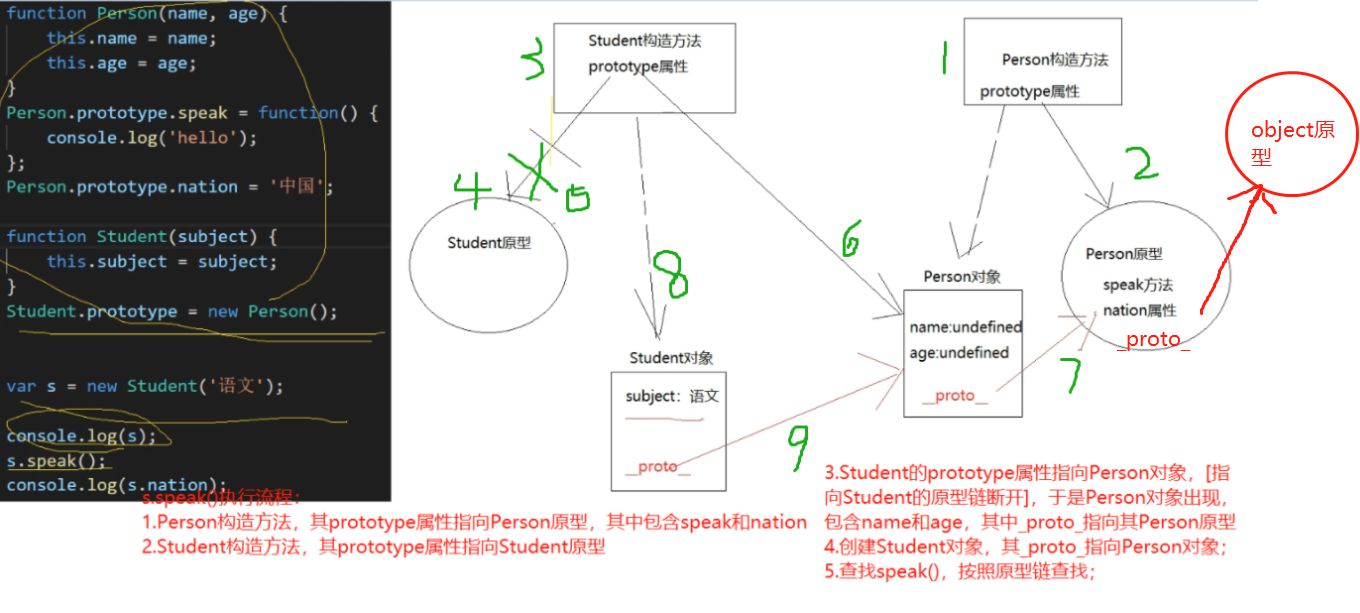 function Person(name, age) {
this.name = name;
this.age = age;
}
Person.prototype.speak = function() {
console.log('hello');
};
Person.prototype.nation = '中国';
function Student(subject) {
this.subject = subject;
}
Student.prototype = new Person();
var s = new Student('语文');
console.log(s);
s.speak();
console.log(s.nation);
s.speak()执行流程：
1.Person构造方法，其prototype属性指向Person原型，其中包含speak和nation
2.Student构造方法，其prototype属性指向Student原型
3
Student构造方法
prototype属性
1
Person构造方法
prototype属性
object原
型
2
4
5
Student原型
6
8
Person原型
speak方法
nation属性
_proto_
Person对象
name:undefined
age:undefined
__proto__
7
Student对象
subject：语文
__proto__
9
3.Student的prototype属性指向Person对象，[指
向Student的原型链断开]，于是Person对象出现，
包含name和age，其中_proto_指向其Person原型
4.创建Student对象，其_proto_指向Person对象；
5.查找speak()，按照原型链查找；